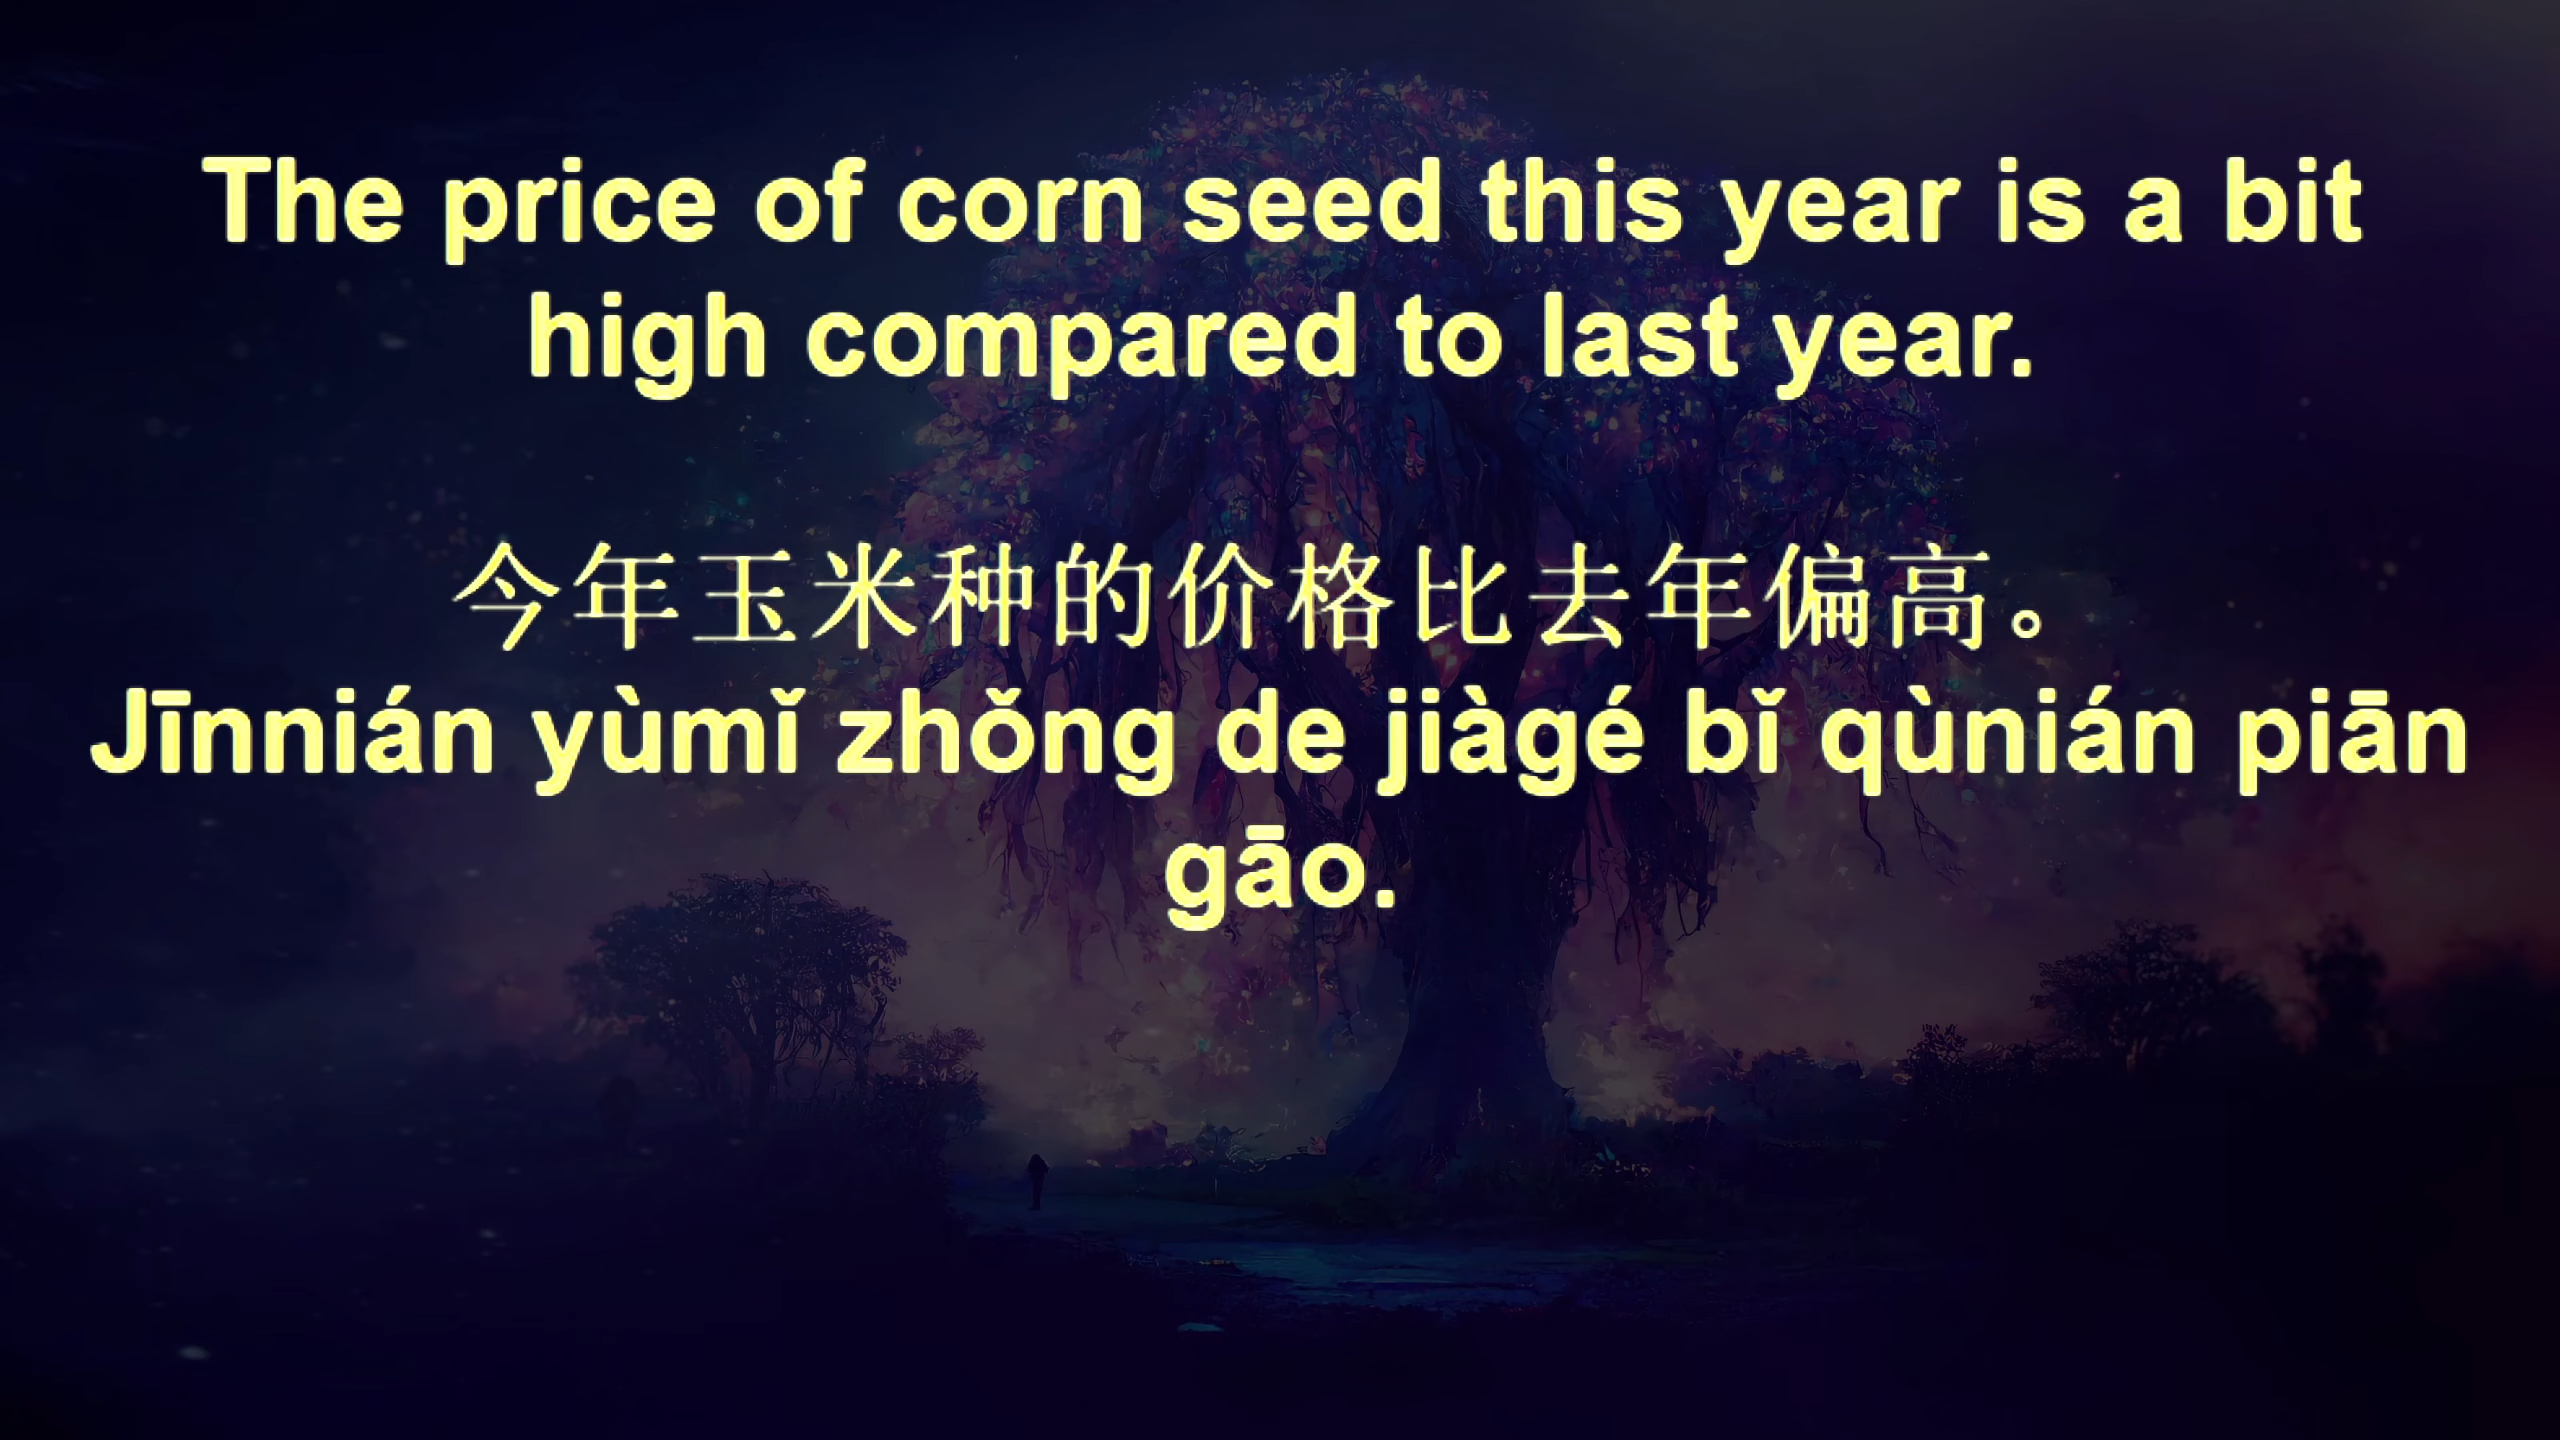 The price of corn seed this year is a bit
high compared to last year.
今年玉米种的价格比去年偏高。
Jīnnián yùmǐ zhǒng de jiàgé bǐ qùnián piān
gāo.